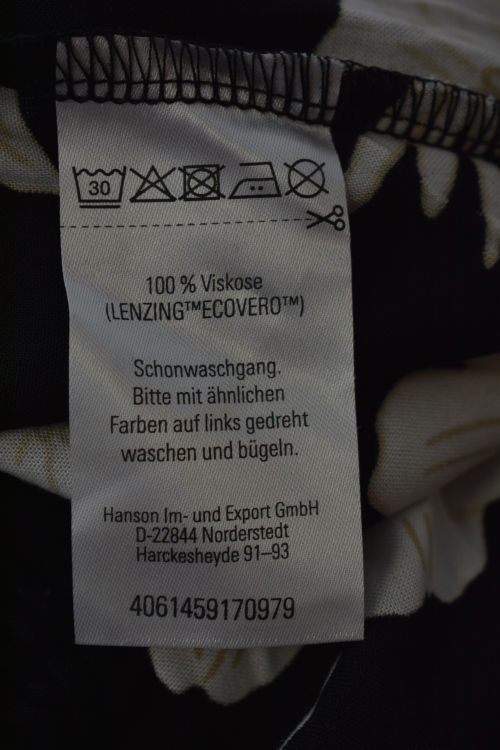 30
100 % Viskose
(LENZING™ECOVERO™)
Schonwaschgang.
Bitte mit ähnlichen
Farben auf links gedreht
waschen und bügeln.
Hanson Im- und Export GmbH
D-22844 Norderstedt
Harckesheyde 91–93
4061459170979